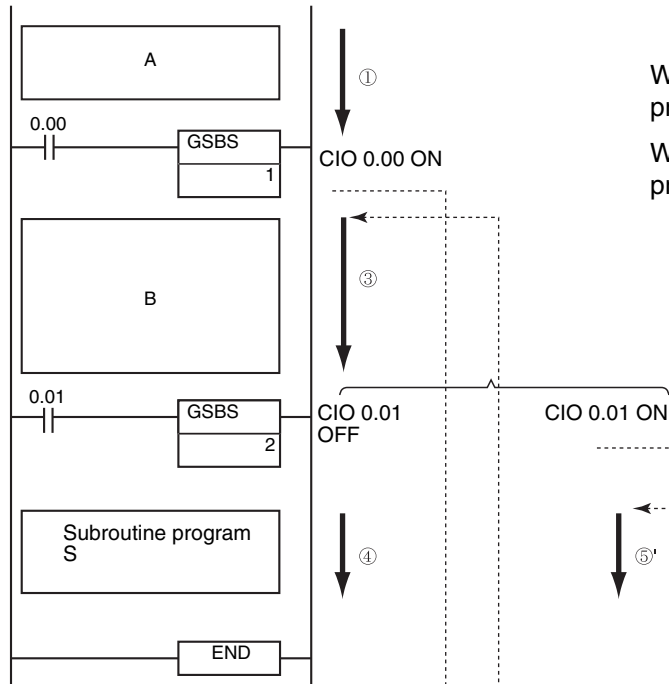 A
①
W
pr
W
pr
0.00
GSBS
1
CIO 0.00 ON
B
③
0.01
GSBS
2
CIO 0.01
OFF
CIO 0.01 ON
Subroutine program
S
④
⑤'
END